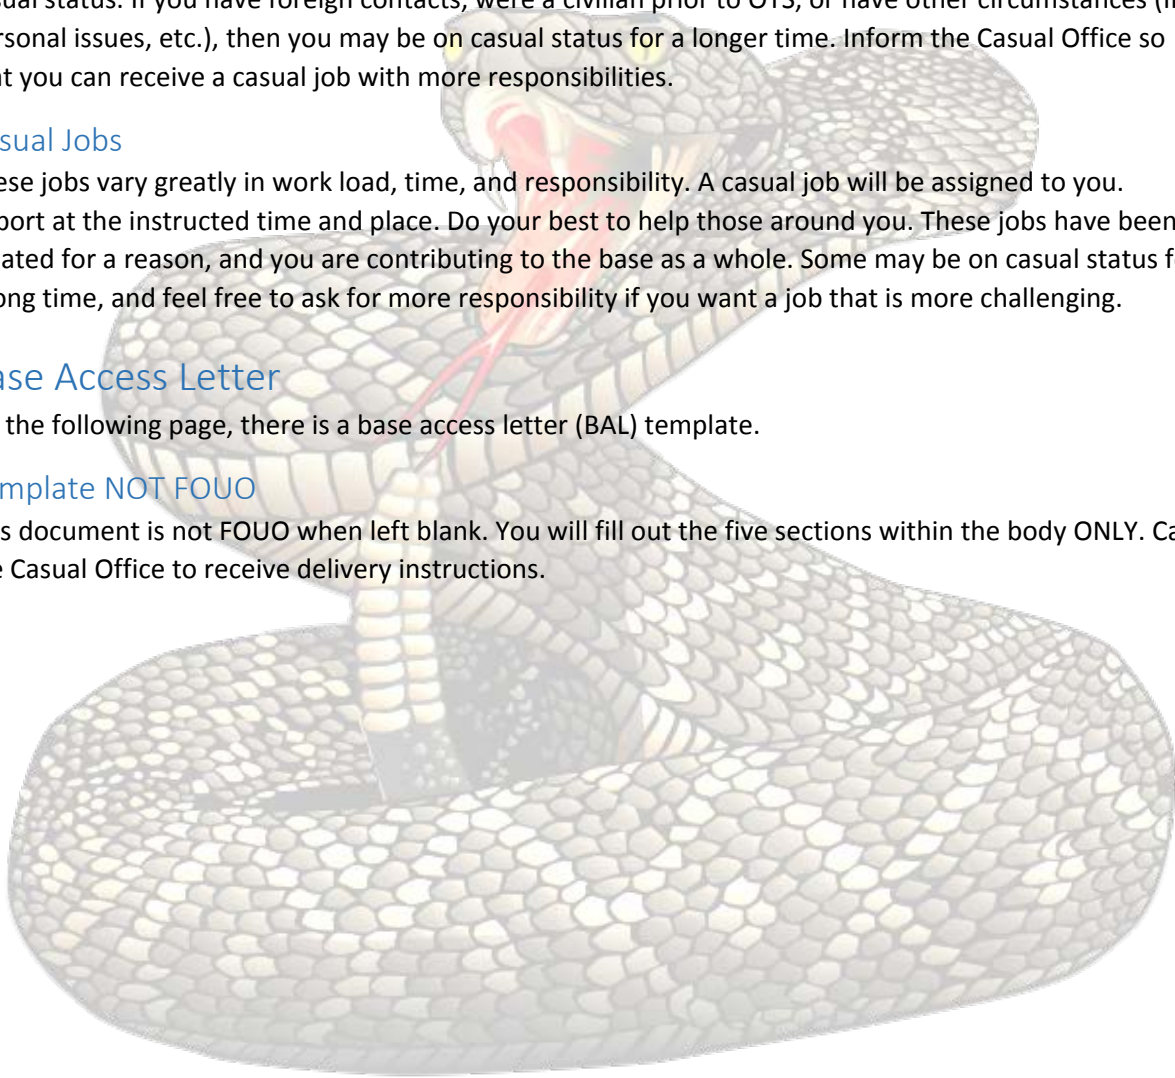 sual status. If you have foreign contacts, were a civilian prior to OTS, or have other circumstances (
rsonal issues, etc.), then you may be on casual status for a longer time. Inform the Casual Office so
t you can receive a casual job with more responsibilities.
sual Jobs
ese jobs vary greatly in work load, time, and responsibility. A casual job will be assigned to you.
port at the instructed time and place. Do your best to help those around you. These jobs have been
ated for a reason, and you are contributing to the base as a whole. Some may be on casual status f
ong time, and feel free to ask for more responsibility if you want a job that is more challenging.
ase Access Letter
the following page, there is a base access letter (BAL) template.
mplate NOT FOUO
s document is not FOUO when left blank. You will fill out the five sections within the body ONLY. Ca
e Casual Office to receive delivery instructions.